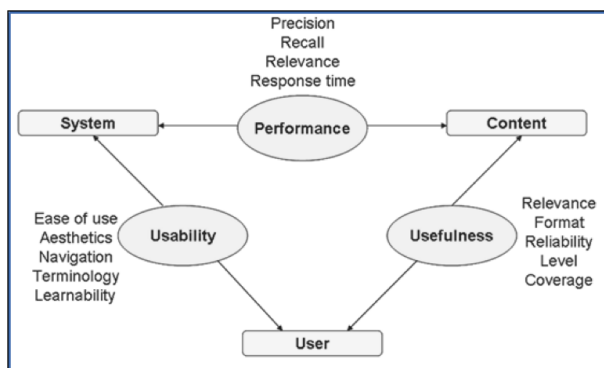 Precision
Recall
Relevance
Response time
System
Performance
Content
Ease of use
Aesthetics
Navigation
Terminology
Learnability
Usability
Usefulness
Relevance
Format
Reliability
Level
Coverage
User